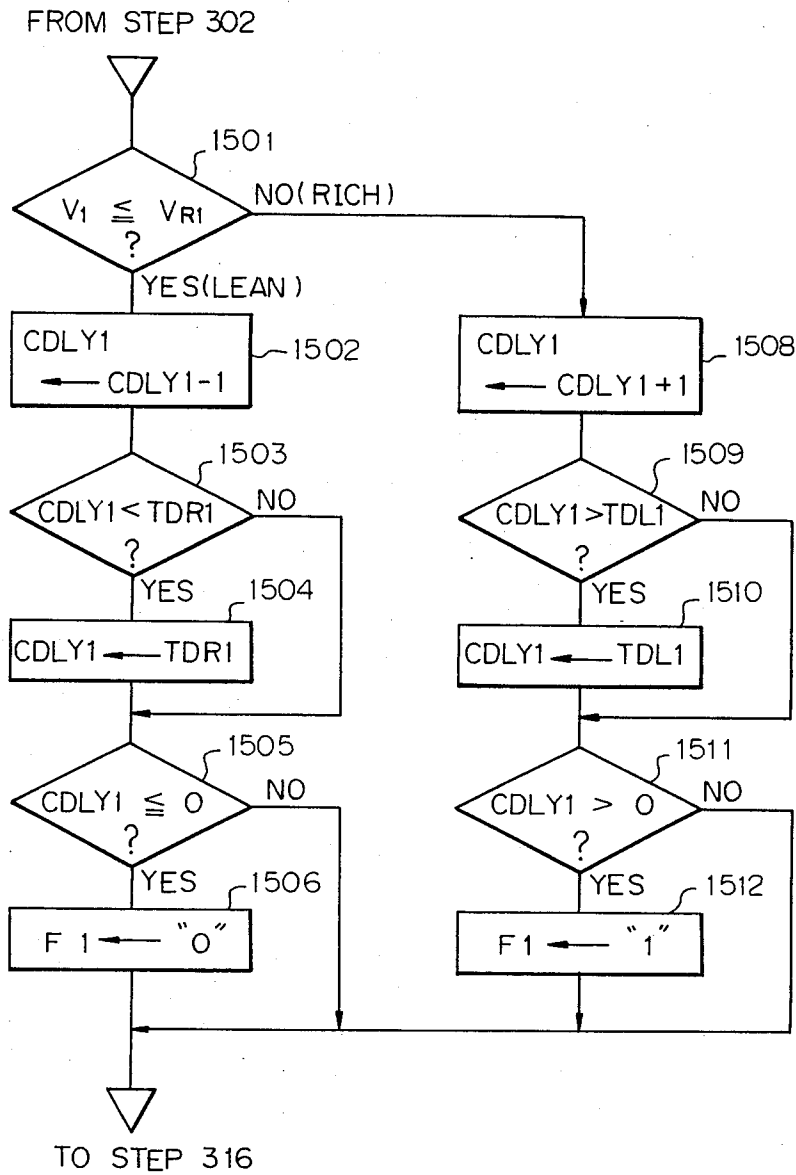 FROM STEP 302
1501
V1 ≦ VR1
?
NO(RICH)
YES(LEAN)
CDLY1
← CDLY1-1
1502
CDLY1
← CDLY1+1
1508
1503
CDLY1<TDR1
?
NO
YES
1509
CDLY1>TDL1
?
NO
YES
1504
CDLY1 ← TDR1
1510
CDLY1 ← TDL1
1505
CDLY1 ≦ 0
?
NO
YES
1511
CDLY1 > 0
?
NO
YES
1506
F1 ← "0"
1512
F1 ← "1"
TO STEP 316